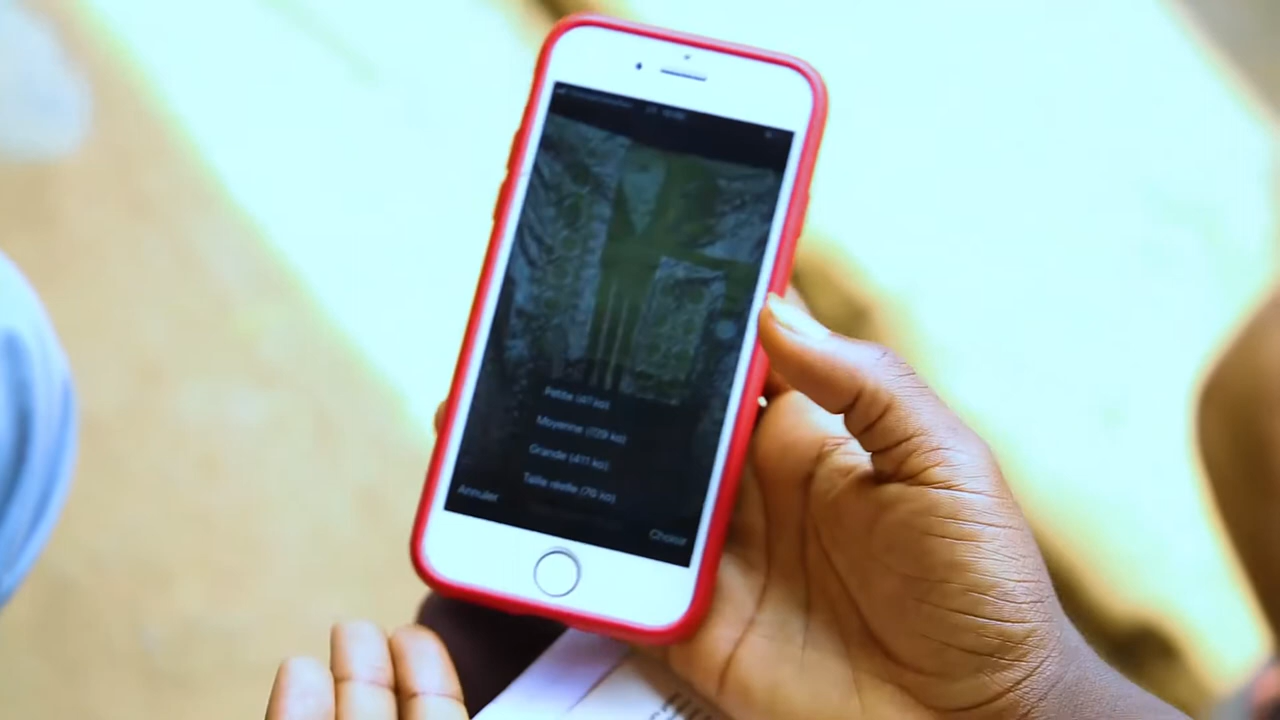 Petite (47 ko)
Moyenne (129 ko)
Grande (411 ko)
Taille réelle (76 ko)
Annuler
Choisir